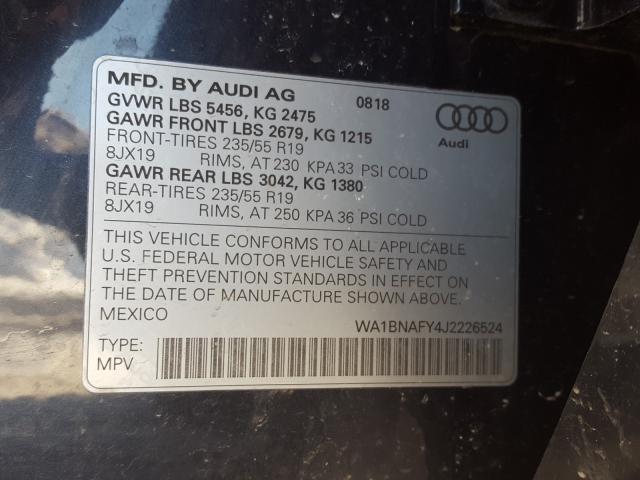 MFD. BY AUDI AG 0818
GVWR LBS 5456, KG 2475
GAWR FRONT LBS 2679, KG 1215
FRONT-TIRES 235/55 R19
8JX19 RIMS, AT 230 KPA 33 PSI COLD
GAWR REAR LBS 3042, KG 1380
REAR-TIRES 235/55 R19
8JX19 RIMS, AT 250 KPA 36 PSI COLD
Audi
THIS VEHICLE CONFORMS TO ALL APPLICABLE
U.S. FEDERAL MOTOR VEHICLE SAFETY AND
THEFT PREVENTION STANDARDS IN EFFECT ON
THE DATE OF MANUFACTURE SHOWN ABOVE.
MEXICO WA1BNAFY4J2226524
TYPE:
MPV